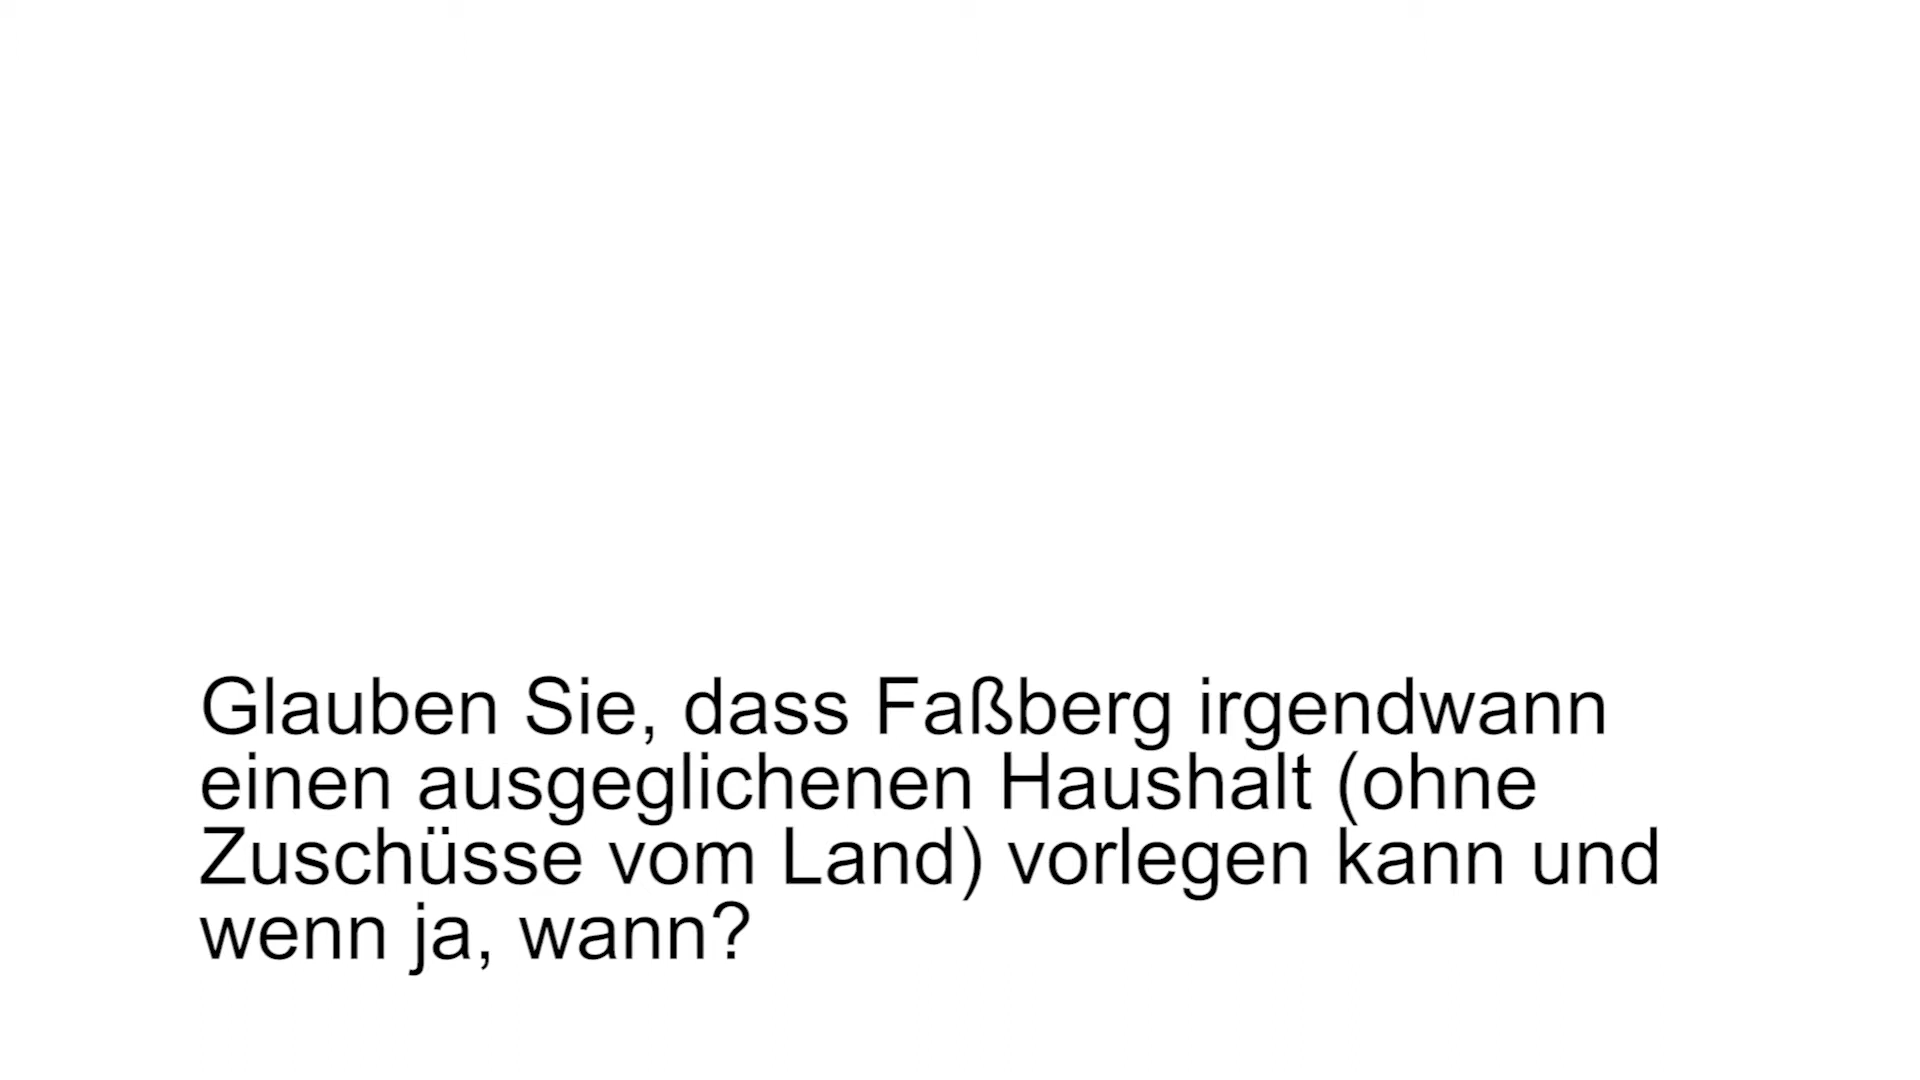 Glauben Sie, dass Faßberg irgendwann
einen ausgeglichenen Haushalt (ohne
Zuschüsse vom Land) vorlegen kann und
wenn ja, wann?